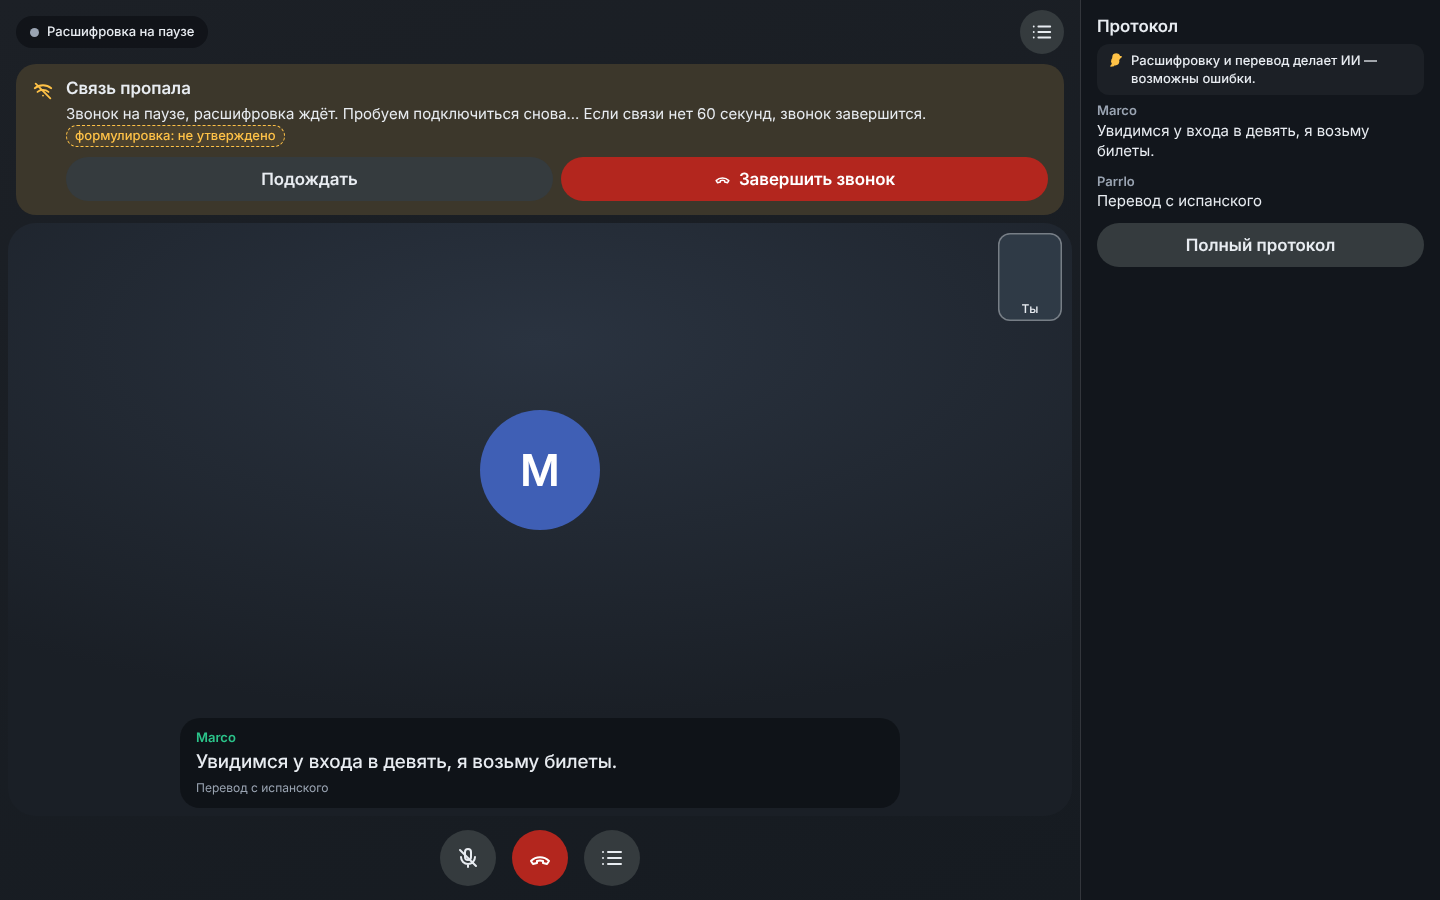 Расшифровка на паузе
Связь пропала
Звонок на паузе, расшифровка ждёт. Пробуем подключиться снова... Если связи нет 60 секунд, звонок завершится.
формулировка: не утверждено
Подождать
Завершить звонок
Ты
M
Marco
Увидимся у входа в девять, я возьму билеты.
Перевод с испанского
Протокол
Расшифровку и перевод делает ИИ —
возможны ошибки.
Marco
Увидимся у входа в девять, я возьму
билеты.
Parrlo
Перевод с испанского
Полный протокол